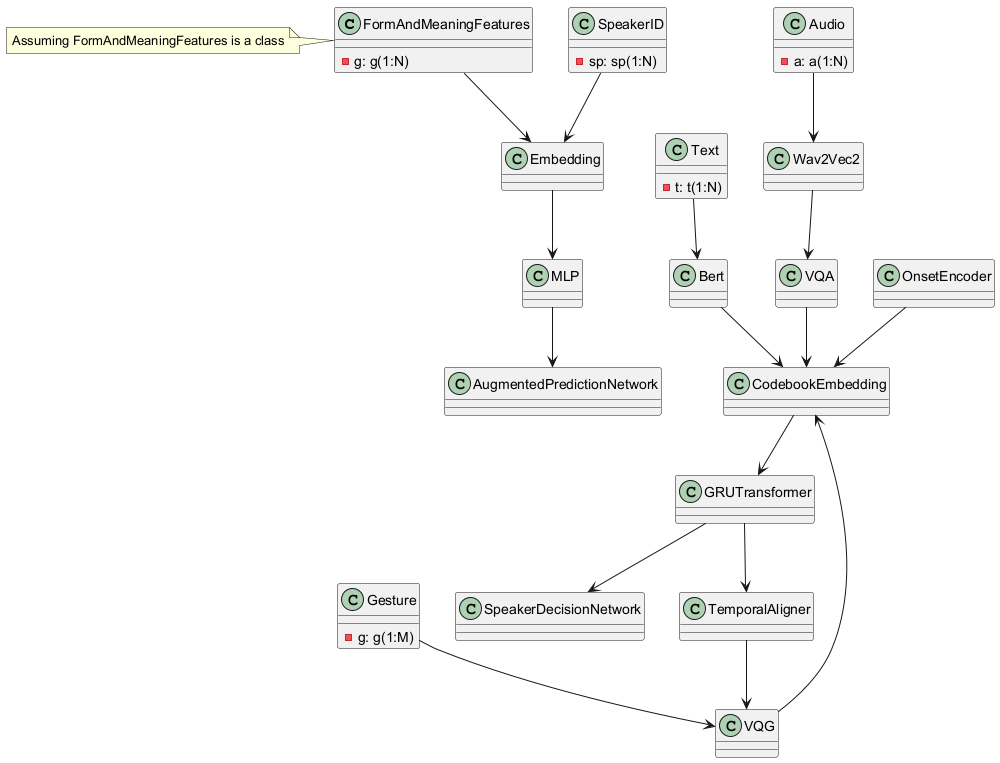 Assuming FormAndMeaningFeatures is a class
C FormAndMeaningFeatures
g: g(1:N)
C SpeakerID
sp: sp(1:N)
C Audio
a: a(1:N)
C Embedding
C Text
t: t(1:N)
C Wav2Vec2
C MLP
C Bert
C VQA
C OnsetEncoder
C AugmentedPredictionNetwork
C CodebookEmbedding
C GRUTransformer
C Gesture
g: g(1:M)
C SpeakerDecisionNetwork
C TemporalAligner
C VQG